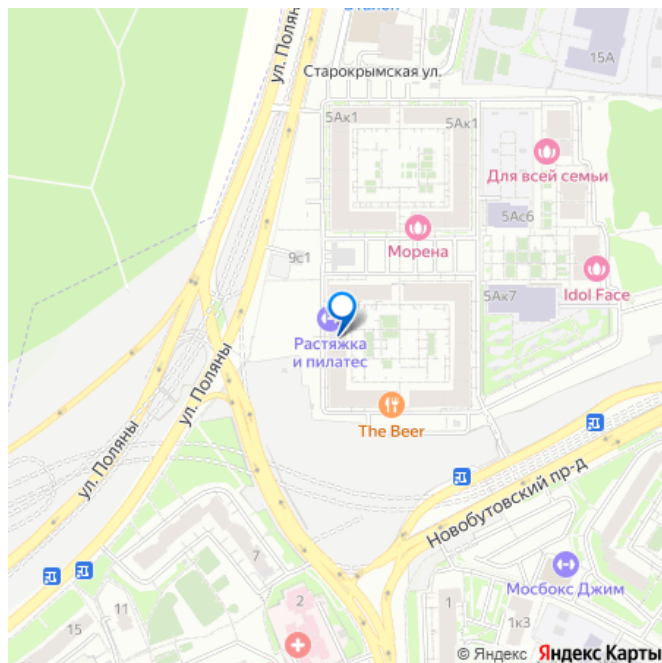 Эталон
15А
ул. Поляны
Старокрымская ул.
5Ак1
5Ак1
Для всей семьи
5Ас6
Морена
9с1
Idol Face
5Ак7
Растяжка
и пилатес
ул. Поляны
The Beer
ул. Поляны
Новобутовский пр-д
7
Мосбокс Джим
2
1
11
1к3
15
© Яндекс Яндекс Карты